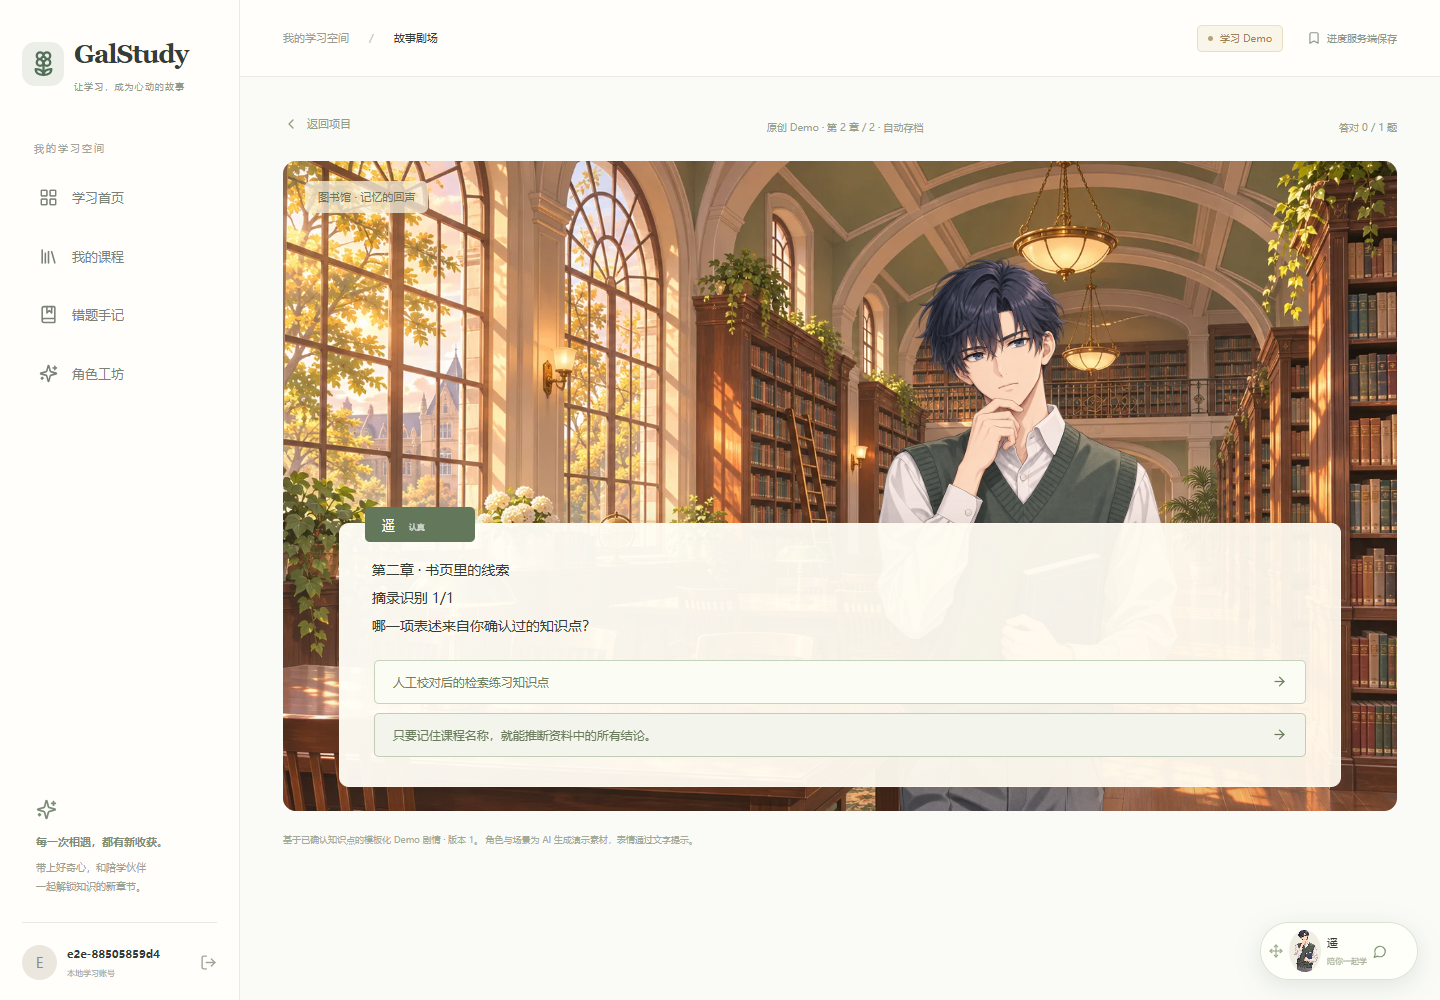 GalStudy
让学习，成为心动的故事
我的学习空间
学习首页
我的课程
错题手记
角色工坊
每一次相遇，都有新收获。
带上好奇心，和陪学伙伴
一起解锁知识的新章节。
E
e2e-88505859d4
本地学习账号
我的学习空间 / 故事剧场
学习 Demo
进度服务端保存
返回项目
原创 Demo · 第 2 章 / 2 · 自动存档
答对 0 / 1 题
图书馆 · 记忆的回声
遥 认真
第二章 · 书页里的线索
摘录识别 1/1
哪一项表述来自你确认过的知识点？
人工校对后的检索练习知识点
只要记住课程名称，就能推断资料中的所有结论。
基于已确认知识点的模板化 Demo 剧情 · 版本 1。 角色与场景为 AI 生成演示素材，表情通过文字提示。
遥
陪你一起学